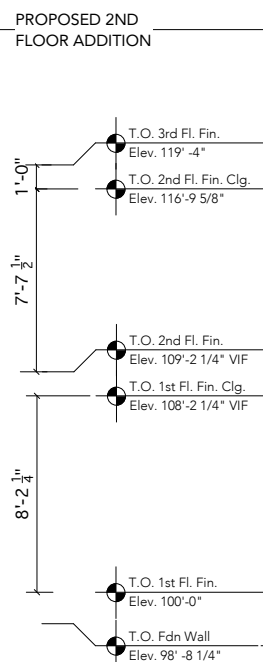 PROPOSED 2ND
FLOOR ADDITION
T.O. 3rd Fl. Fin.
Elev. 119' -4"
1'-0"
T.O. 2nd Fl. Fin. Clg.
Elev. 116'-9 5/8"
7'-7 1/2"
T.O. 2nd Fl. Fin.
Elev. 109'-2 1/4" VIF
T.O. 1st Fl. Fin. Clg.
Elev. 108'-2 1/4" VIF
8'-2 1/4"
T.O. 1st Fl. Fin.
Elev. 100'-0"
T.O. Fdn Wall
Elev. 98' -8 1/4"